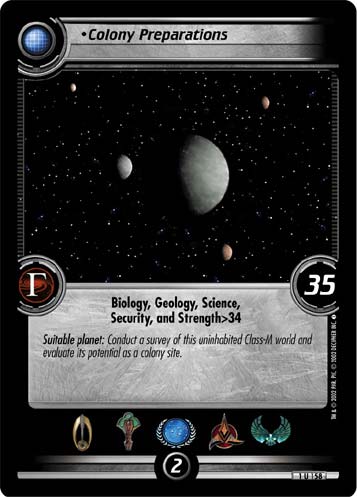 •Colony Preparations
35
Γ
Biology, Geology, Science,
Security, and Strength>34
Suitable planet: Conduct a survey of this uninhabited Class-M world and
evaluate its potential as a colony site.
2
1 U 158